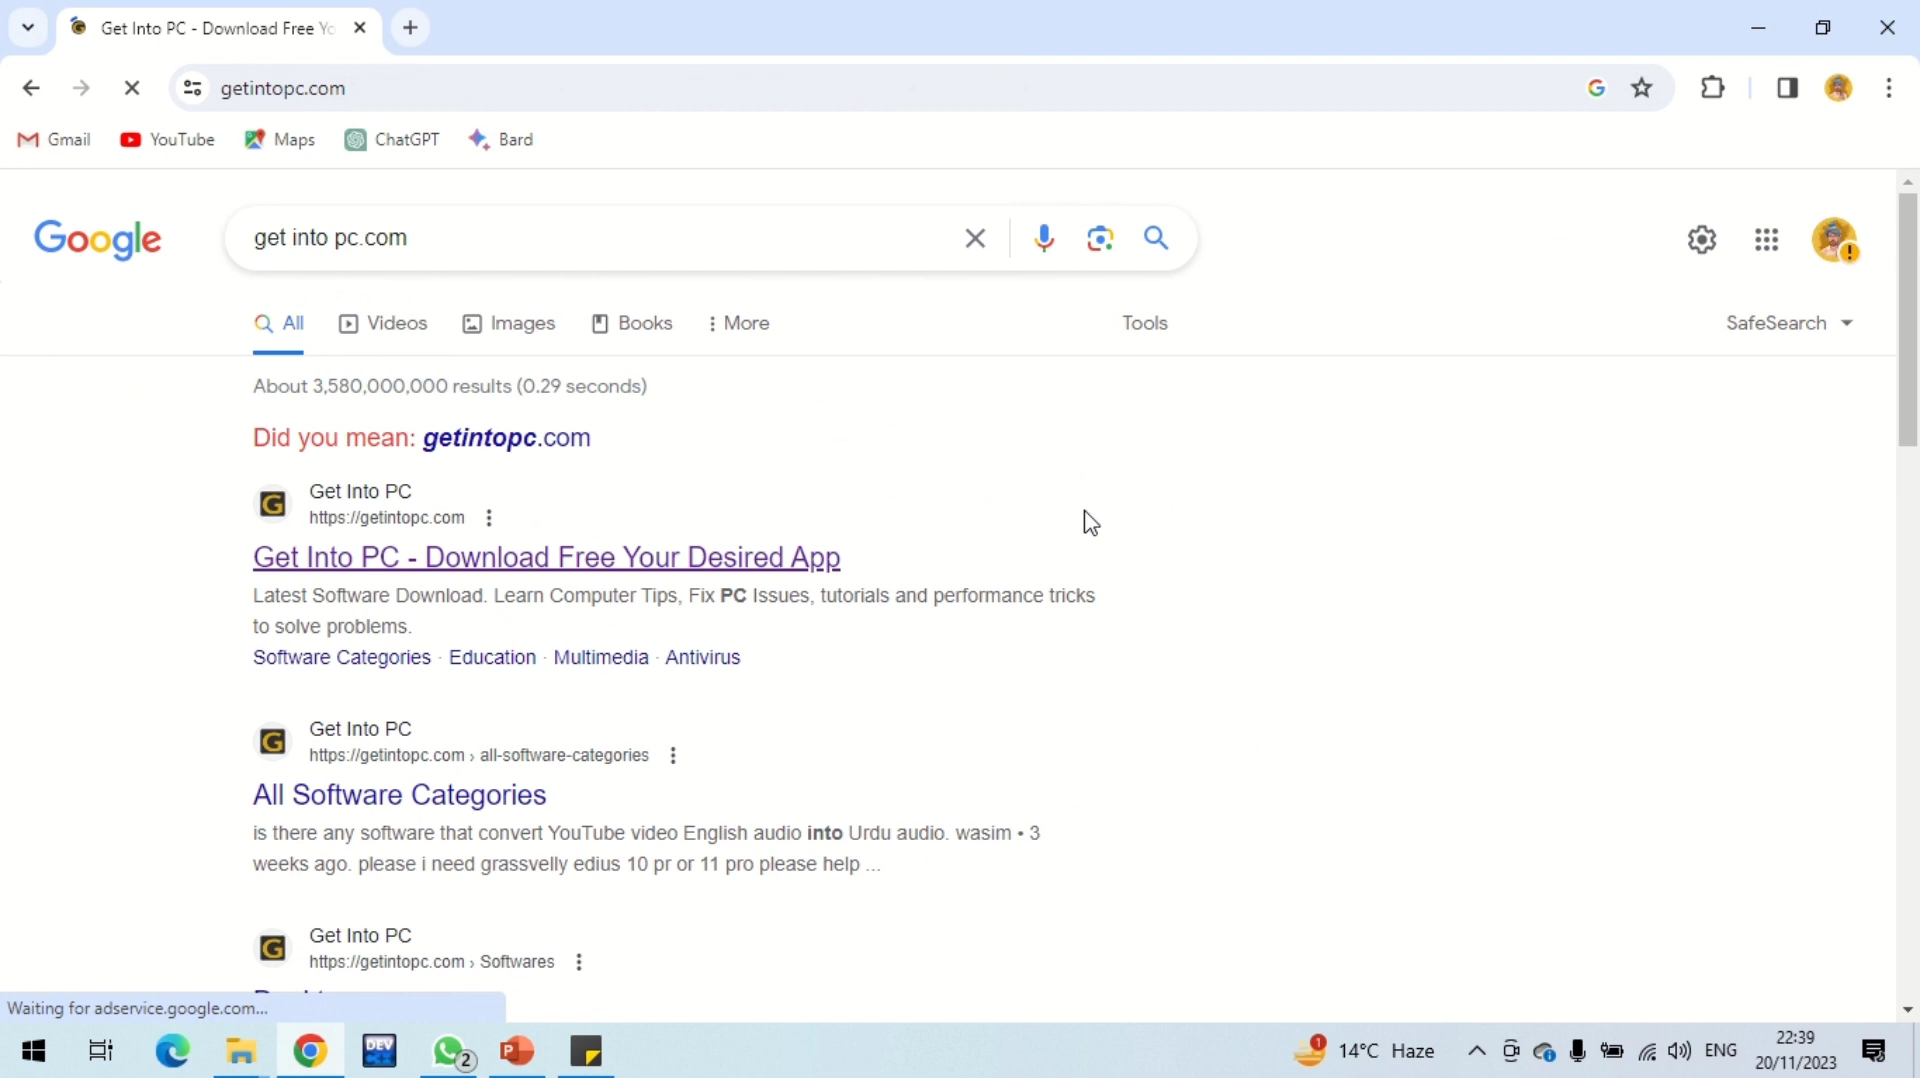 Get Into PC - Download Free Yo
getintopc.com
Gmail
YouTube
Maps
ChatGPT
Bard
Google
get into pc.com
All
Videos
Images
Books
More
Tools
SafeSearch
About 3,580,000,000 results (0.29 seconds)
Did you mean: getintopc.com
Get Into PC
https://getintopc.com
Get Into PC - Download Free Your Desired App
Latest Software Download. Learn Computer Tips, Fix PC Issues, tutorials and performance tricks
to solve problems.
Software Categories · Education · Multimedia · Antivirus
Get Into PC
https://getintopc.com › all-software-categories
All Software Categories
is there any software that convert YouTube video English audio into Urdu audio. wasim • 3
weeks ago. please i need grassvelly edius 10 pr or 11 pro please help ...
Get Into PC
https://getintopc.com › Softwares
Waiting for adservice.google.com...
DEV
C++
2
1
14°C Haze
ENG
22:39
20/11/2023